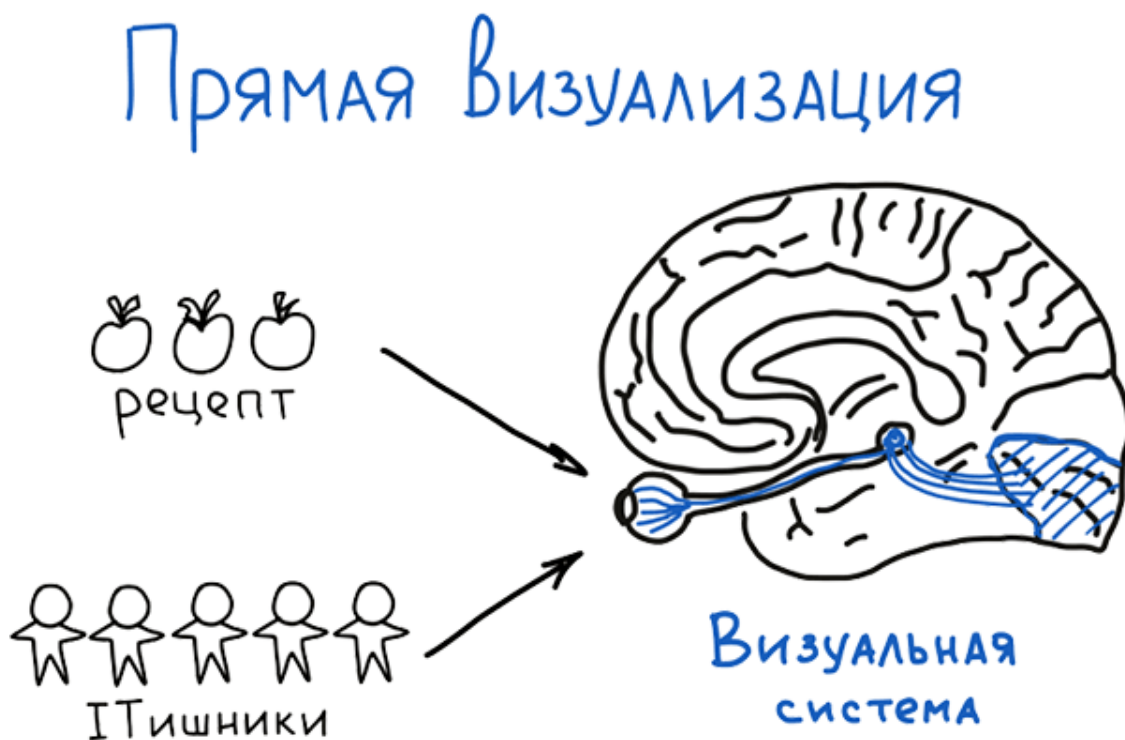 Прямая визуализация
рецепт
ITишники
Визуальная
система